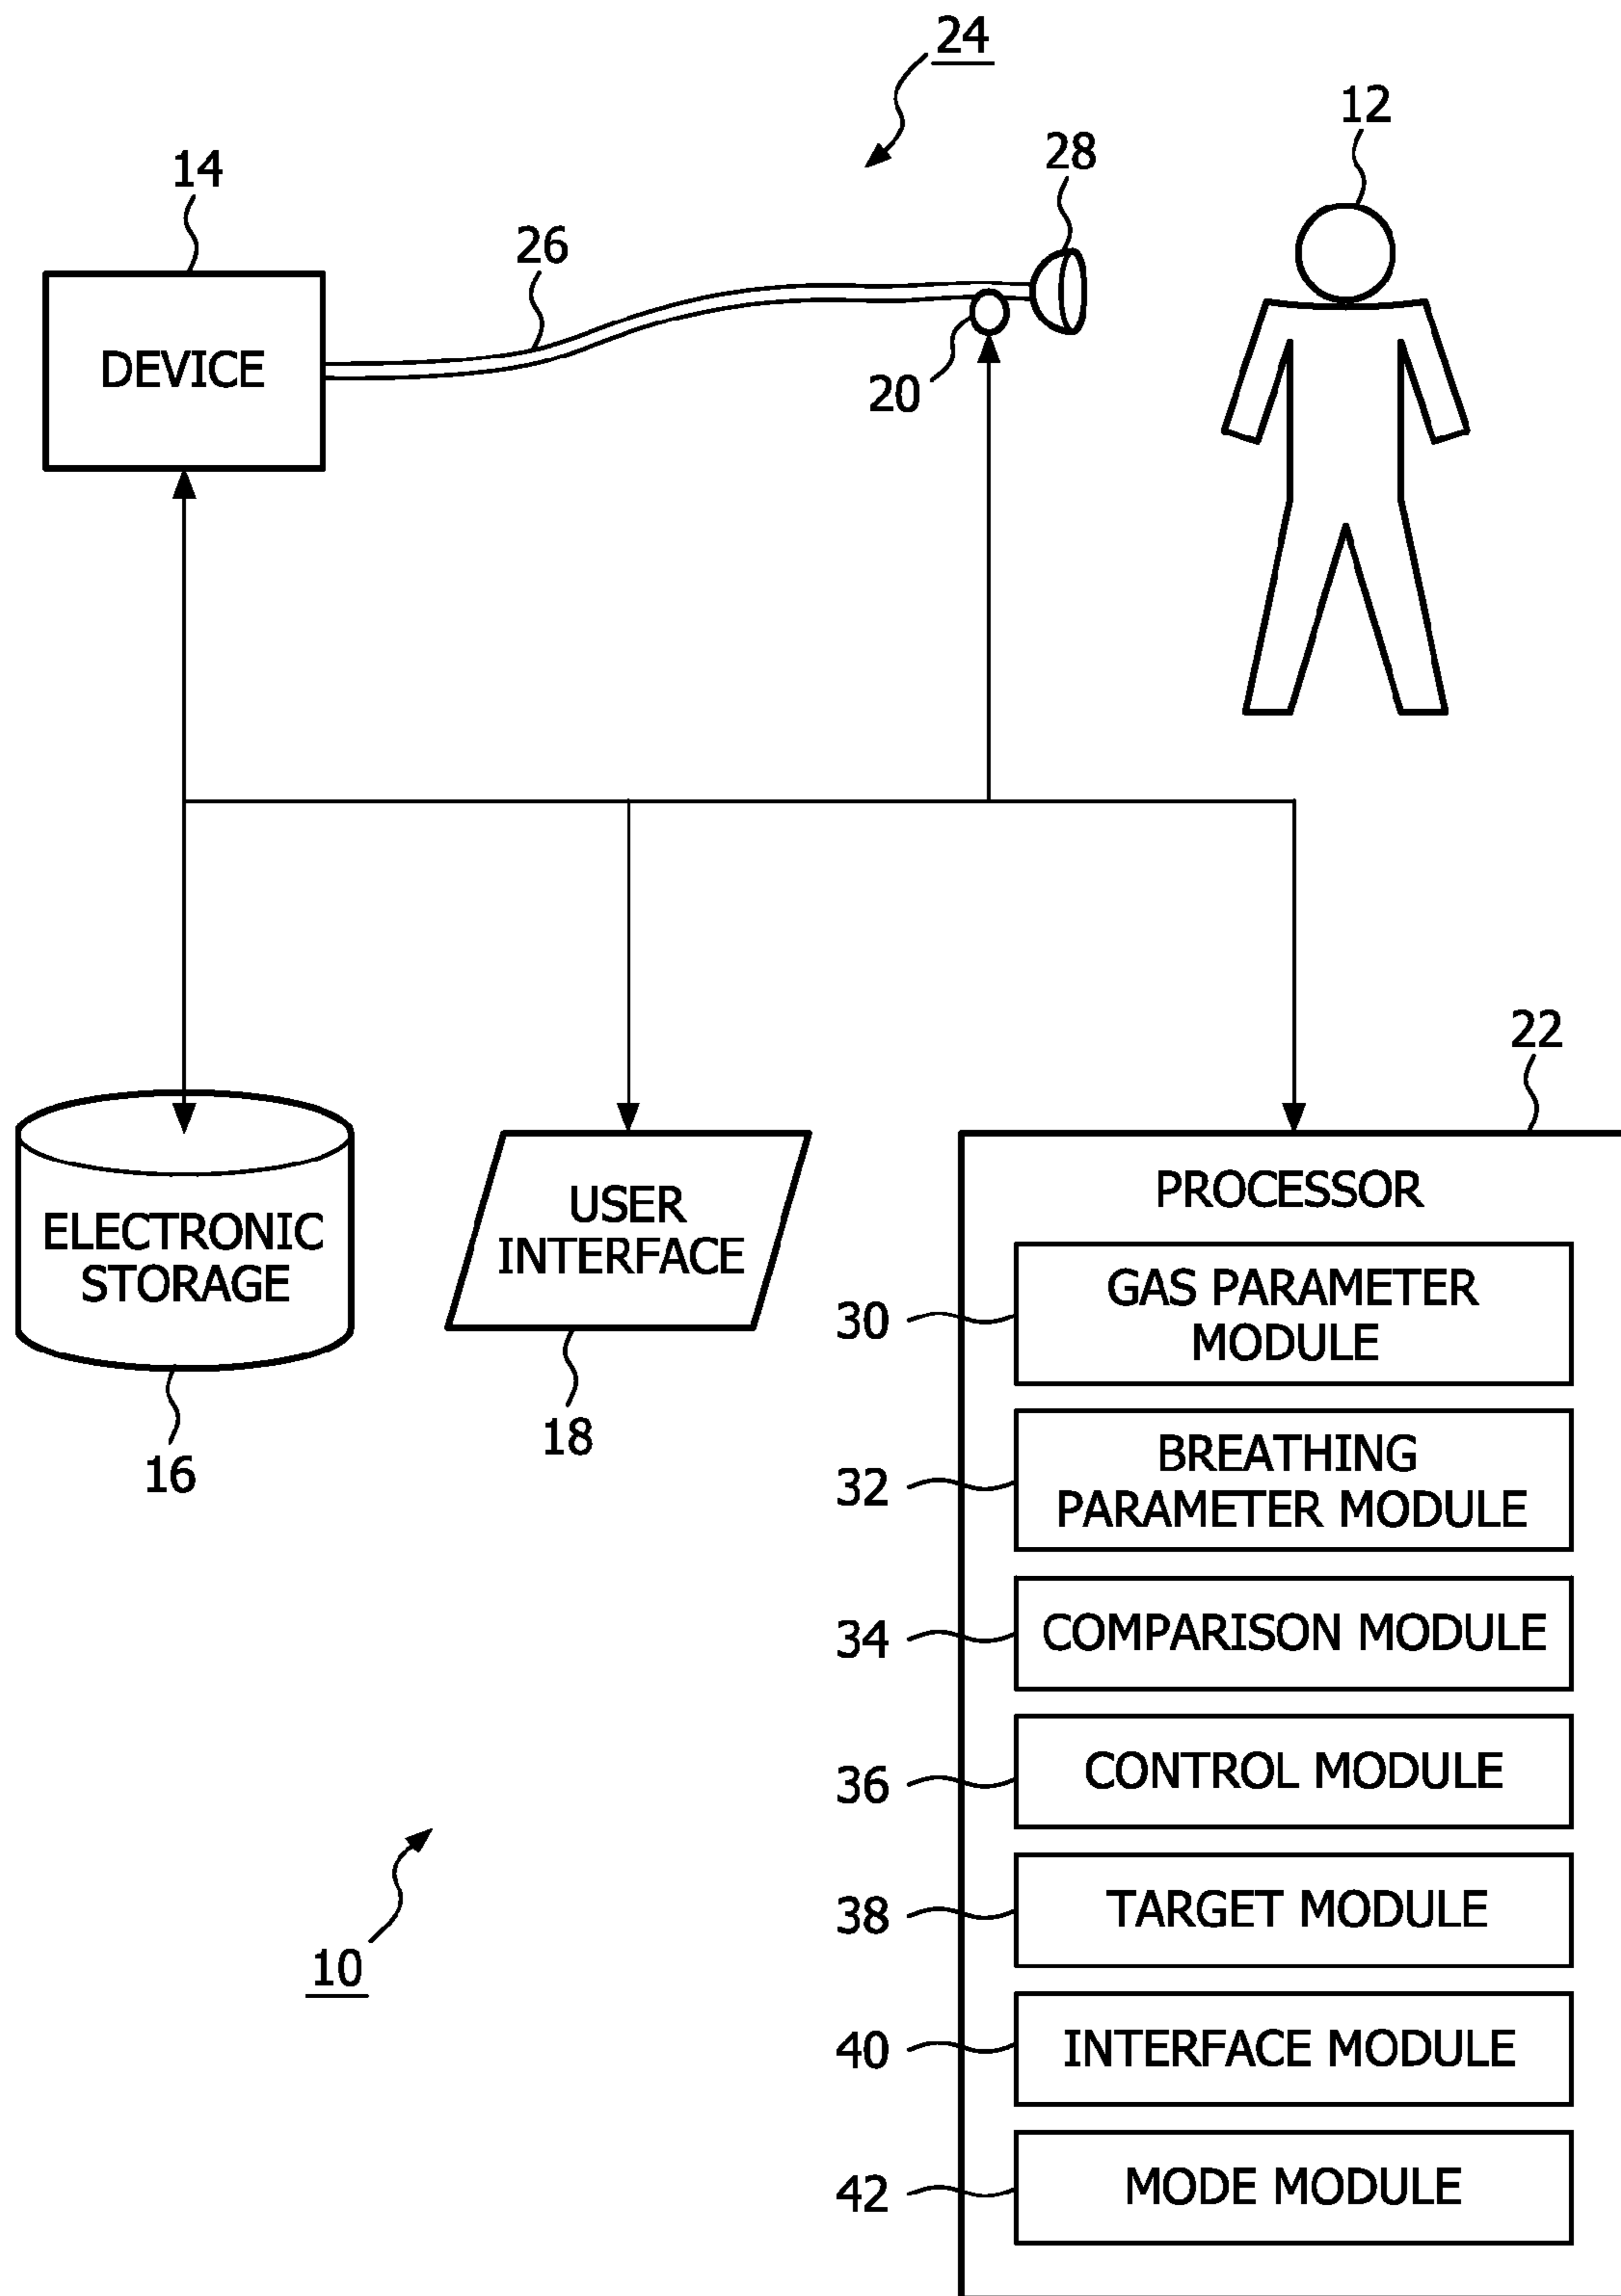 24
12
28
14
26
DEVICE
20
22
PROCESSOR
ELECTRONIC
STORAGE
USER
INTERFACE
16
18
30
GAS PARAMETER
MODULE
32
BREATHING
PARAMETER MODULE
34
COMPARISON MODULE
36
CONTROL MODULE
38
TARGET MODULE
10
40
INTERFACE MODULE
42
MODE MODULE